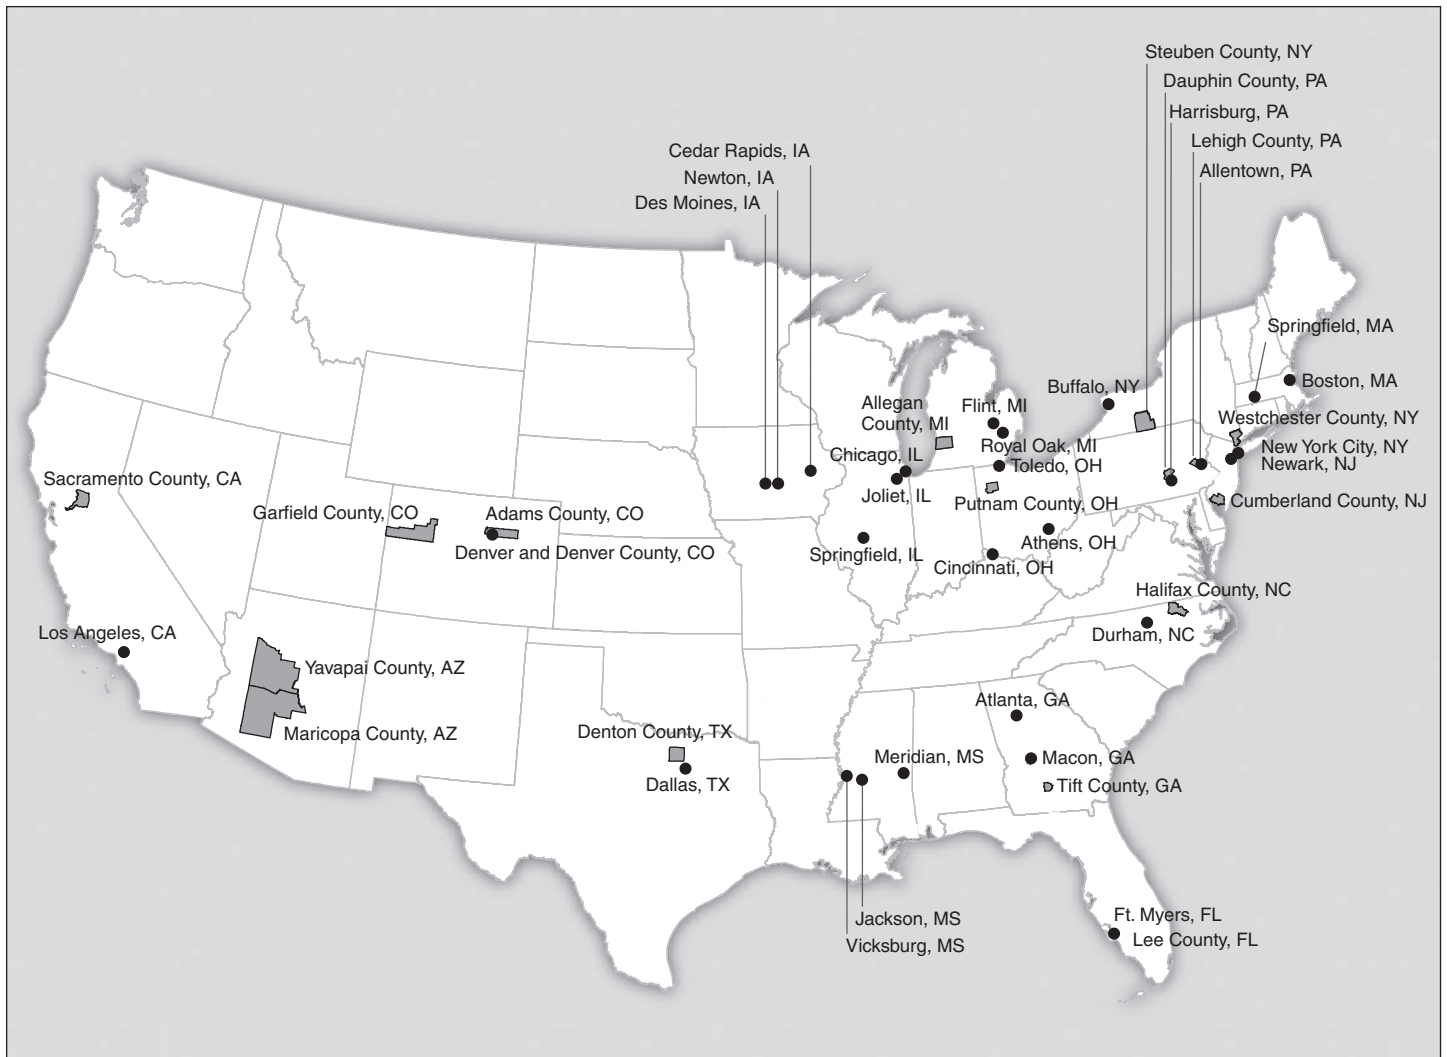 Steuben County, NY
Dauphin County, PA
Harrisburg, PA
Lehigh County, PA
Allentown, PA
Cedar Rapids, IA
Newton, IA
Des Moines, IA
Springfield, MA
Boston, MA
Buffalo, NY
Westchester County, NY
New York City, NY
Newark, NJ
Cumberland County, NJ
Allegan
County, MI
Flint, MI
Royal Oak, MI
Chicago, IL
Toledo, OH
Joliet, IL
Putnam County, OH
Athens, OH
Springfield, IL
Cincinnati, OH
Sacramento County, CA
Garfield County, CO
Adams County, CO
Denver and Denver County, CO
Halifax County, NC
Durham, NC
Los Angeles, CA
Yavapai County, AZ
Maricopa County, AZ
Denton County, TX
Dallas, TX
Atlanta, GA
Meridian, MS
Macon, GA
Tift County, GA
Jackson, MS
Vicksburg, MS
Ft. Myers, FL
Lee County, FL